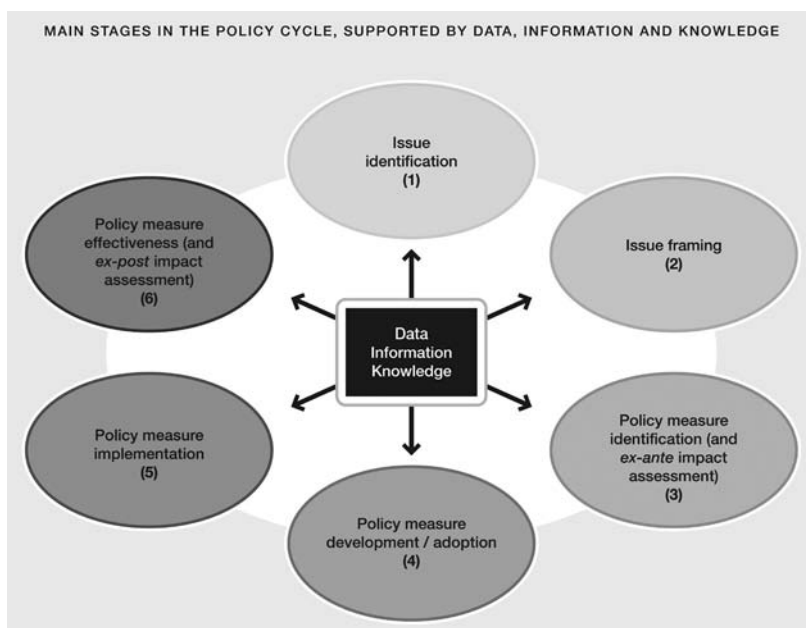 MAIN STAGES IN THE POLICY CYCLE, SUPPORTED BY DATA, INFORMATION AND KNOWLEDGE
Issue
identification
(1)
Issue framing
(2)
Policy measure
identification (and
ex-ante impact
assessment)
(3)
Policy measure
development / adoption
(4)
Policy measure
implementation
(5)
Policy measure
effectiveness (and
ex-post impact
assessment)
(6)
Data
Information
Knowledge